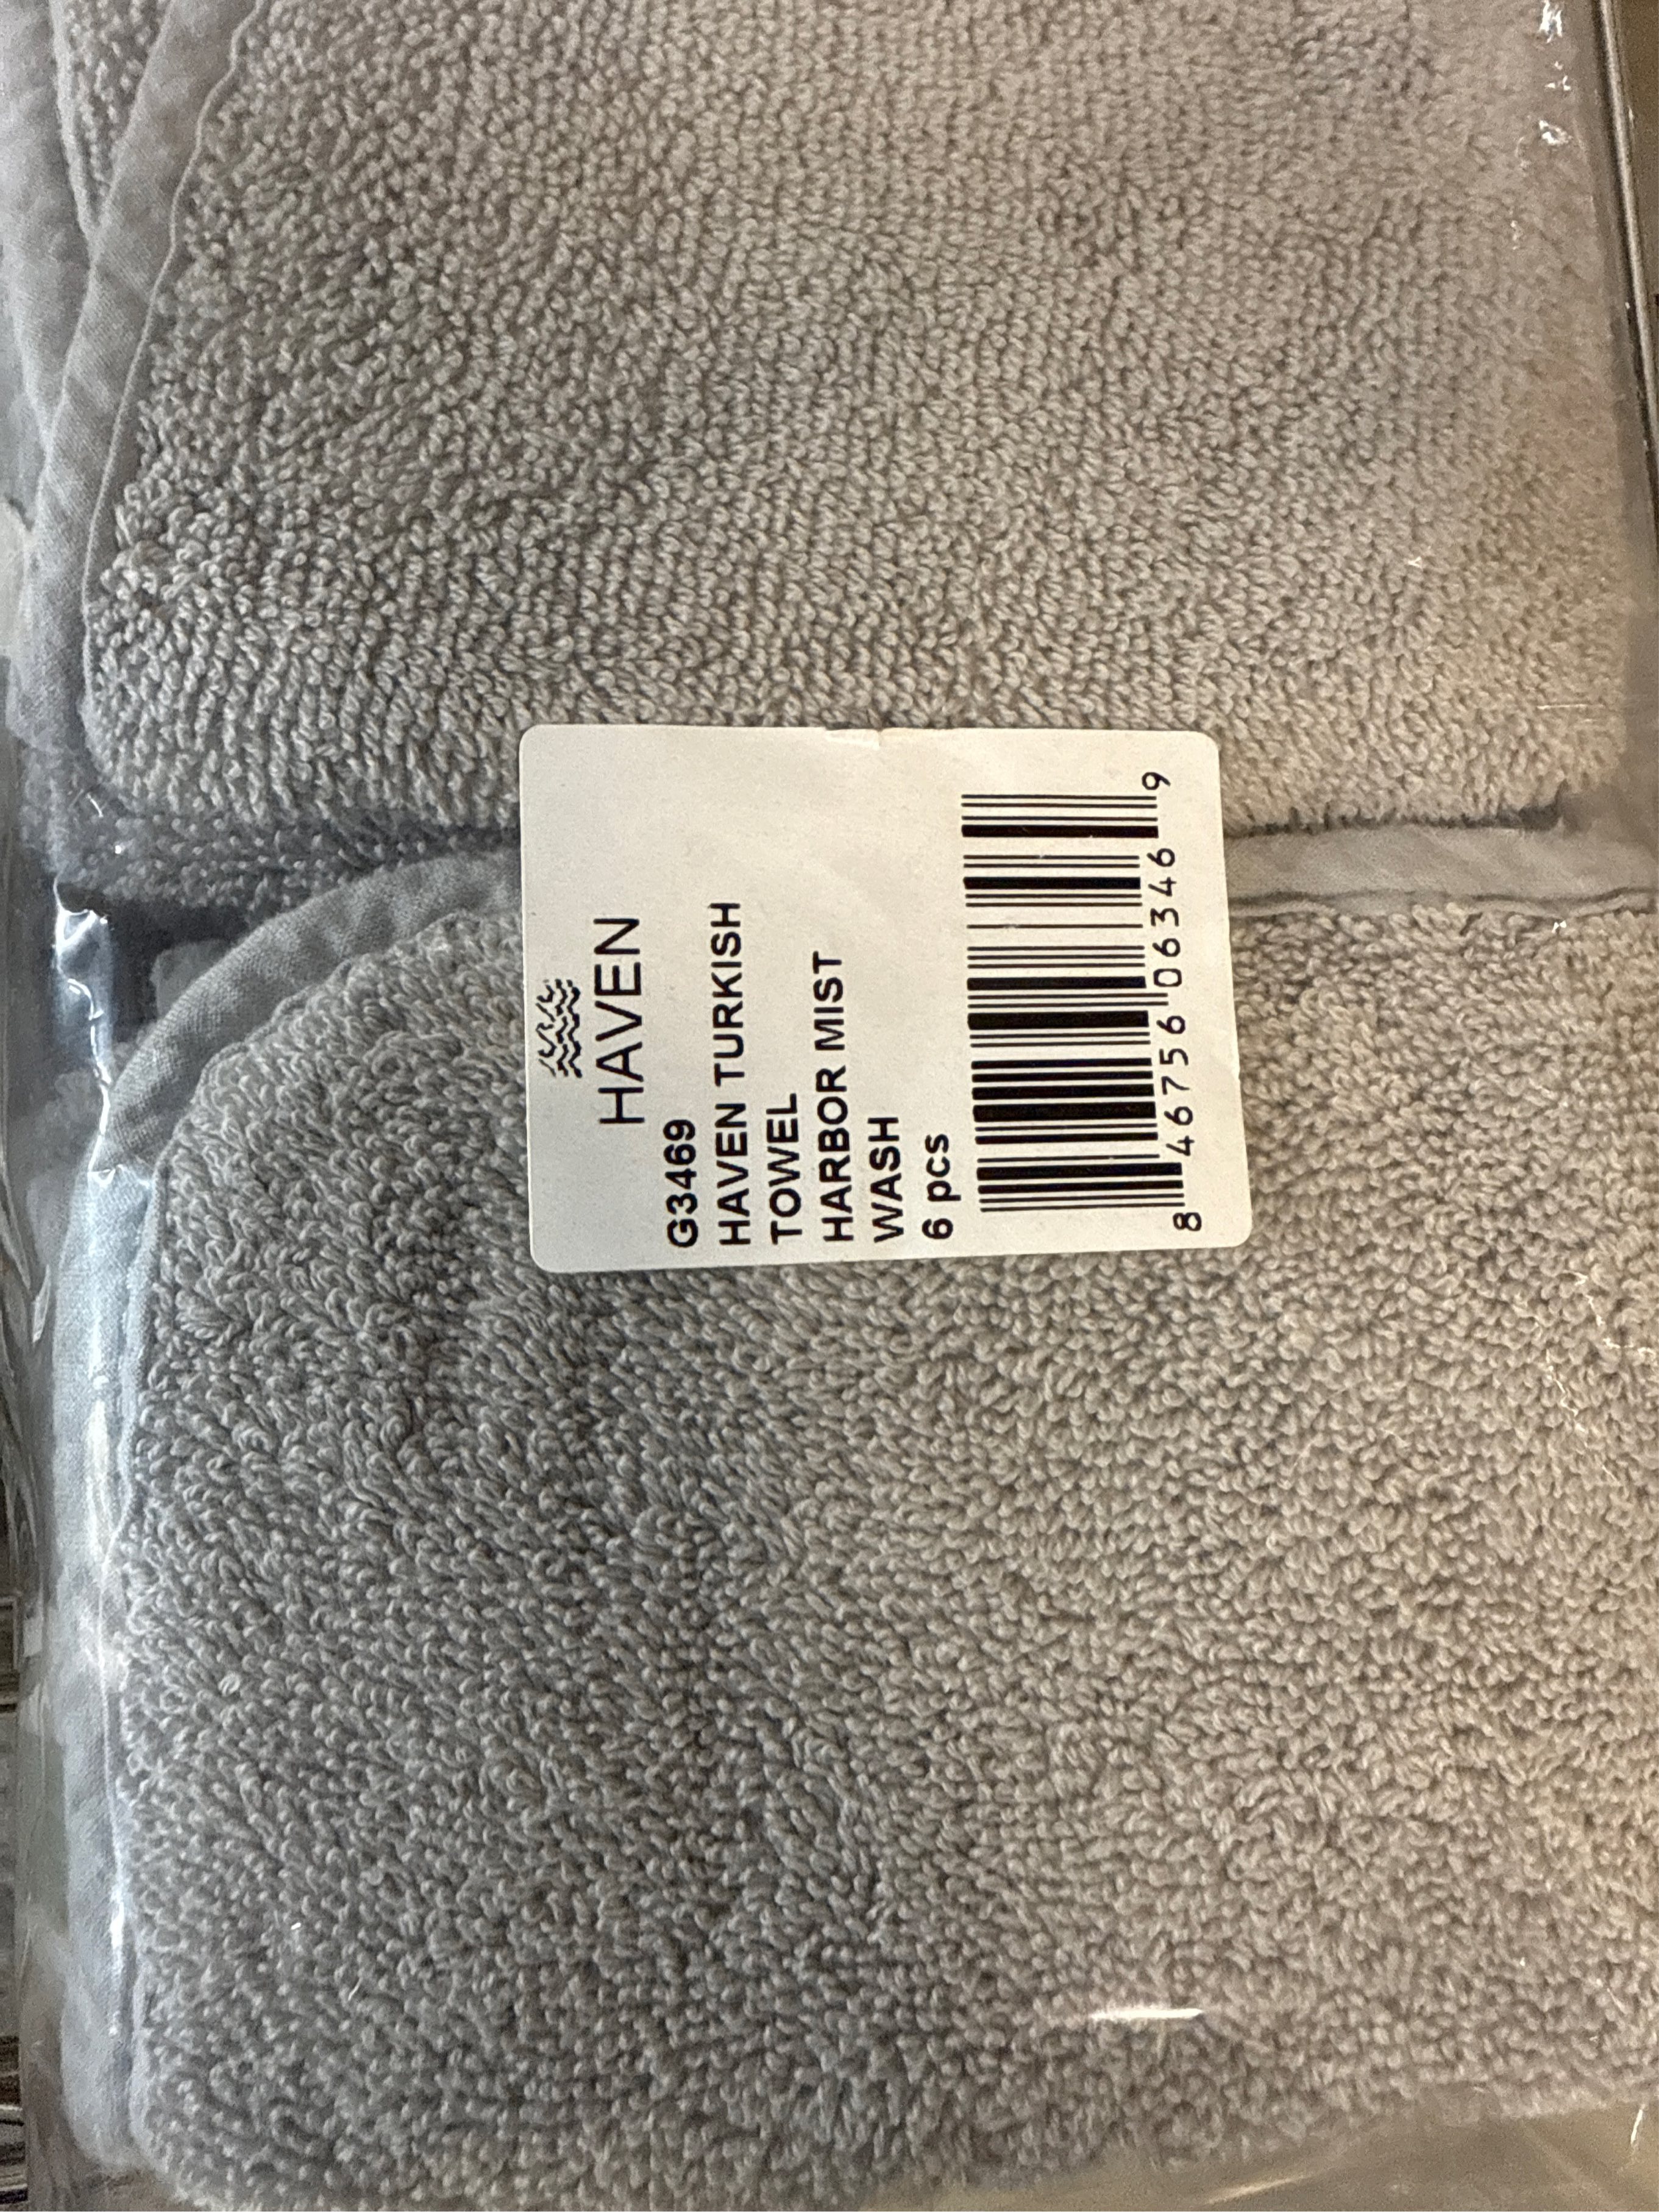 HAVEN
G3469
HAVEN TURKISH
TOWEL
HARBOR MIST
WASH
6 pcs
8 46756 06346 9